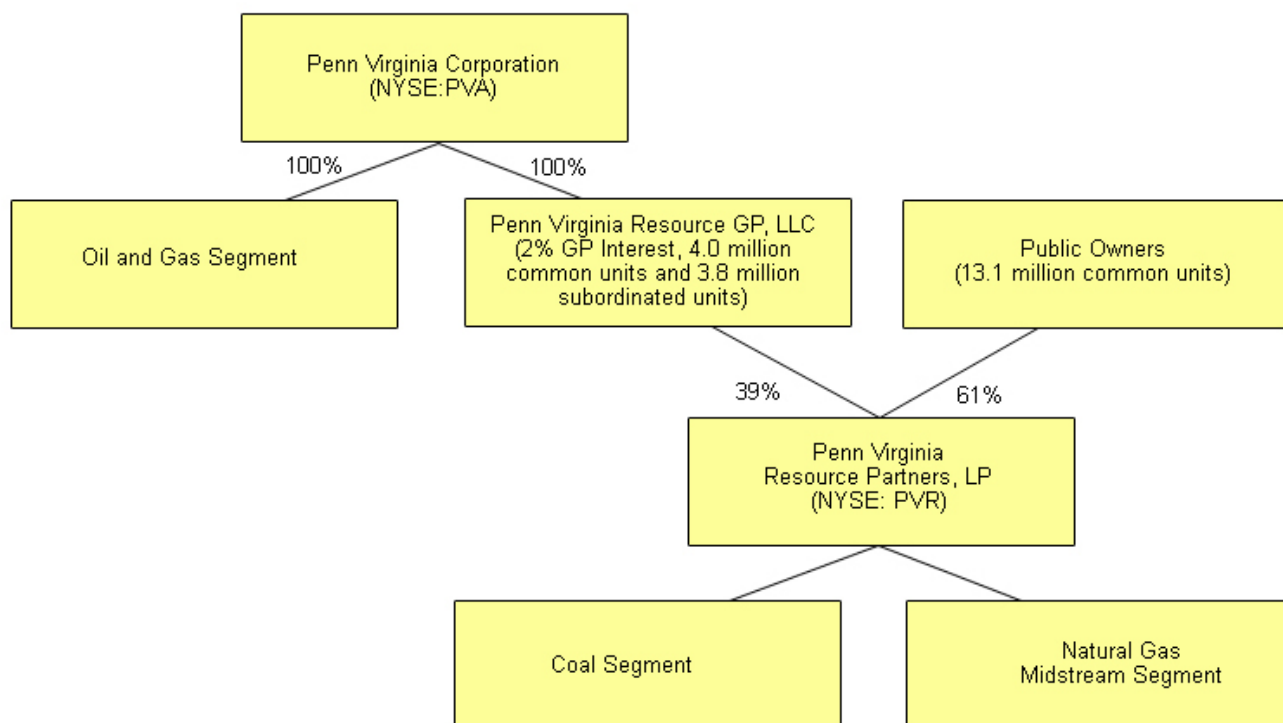 Penn Virginia Corporation
(NYSE:PVA)
100%
100%
Oil and Gas Segment
Penn Virginia Resource GP, LLC
(2% GP Interest, 4.0 million
common units and 3.8 million
subordinated units)
Public Owners
(13.1 million common units)
39%
61%
Penn Virginia
Resource Partners, LP
(NYSE: PVR)
Coal Segment
Natural Gas
Midstream Segment